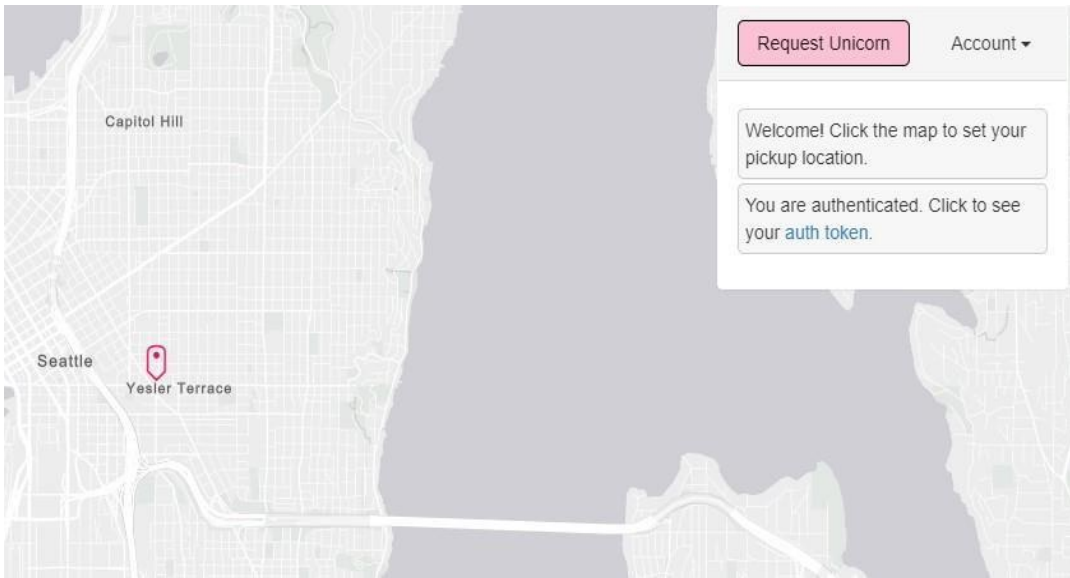 Request Unicorn
Account
Capitol Hill
Welcome! Click the map to set your
pickup location.
You are authenticated. Click to see
your auth token.
Seattle
Yesler Terrace